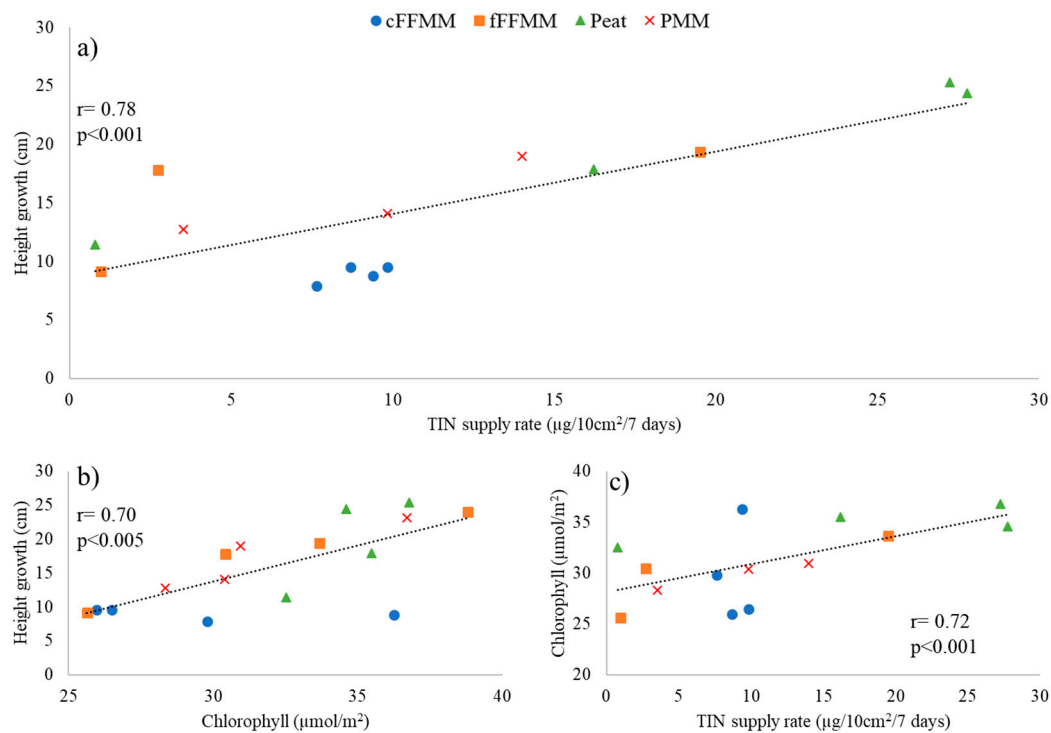 cFFMM fFFMM Peat PMM
a)
30
25
20
15
10
5
0
Height growth (cm)
r= 0.78
p<0.001
0 5 10 15 20 25 30
TIN supply rate (µg/10cm²/7 days)
b)
30
25
20
15
10
5
0
Height growth (cm)
r= 0.70
p<0.005
25 30 35 40
Chlorophyll (µmol/m²)
c)
40
35
30
25
20
Chlorophyll (µmol/m²)
r= 0.72
p<0.001
0 5 10 15 20 25 30
TIN supply rate (µg/10cm²/7 days)